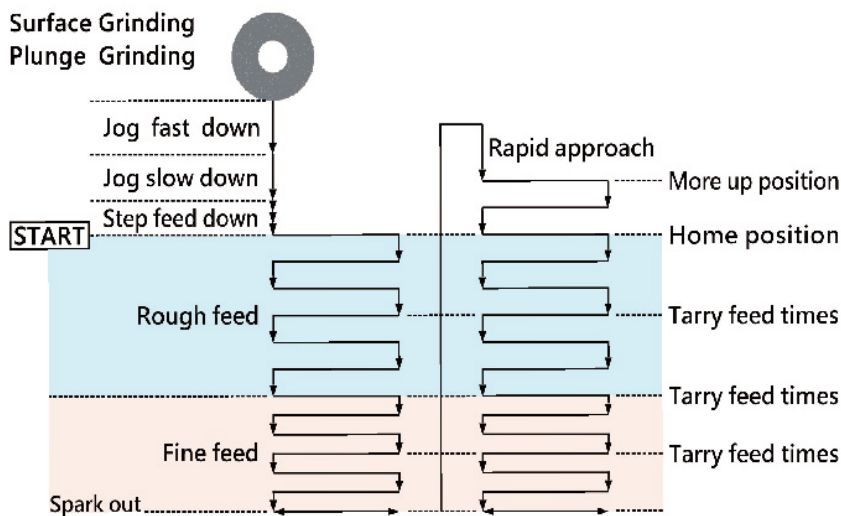 Surface Grinding
Plunge Grinding
Jog fast down
Rapid approach
Jog slow down
More up position
Step feed down
START
Home position
Rough feed
Tarry feed times
Tarry feed times
Fine feed
Tarry feed times
Spark out